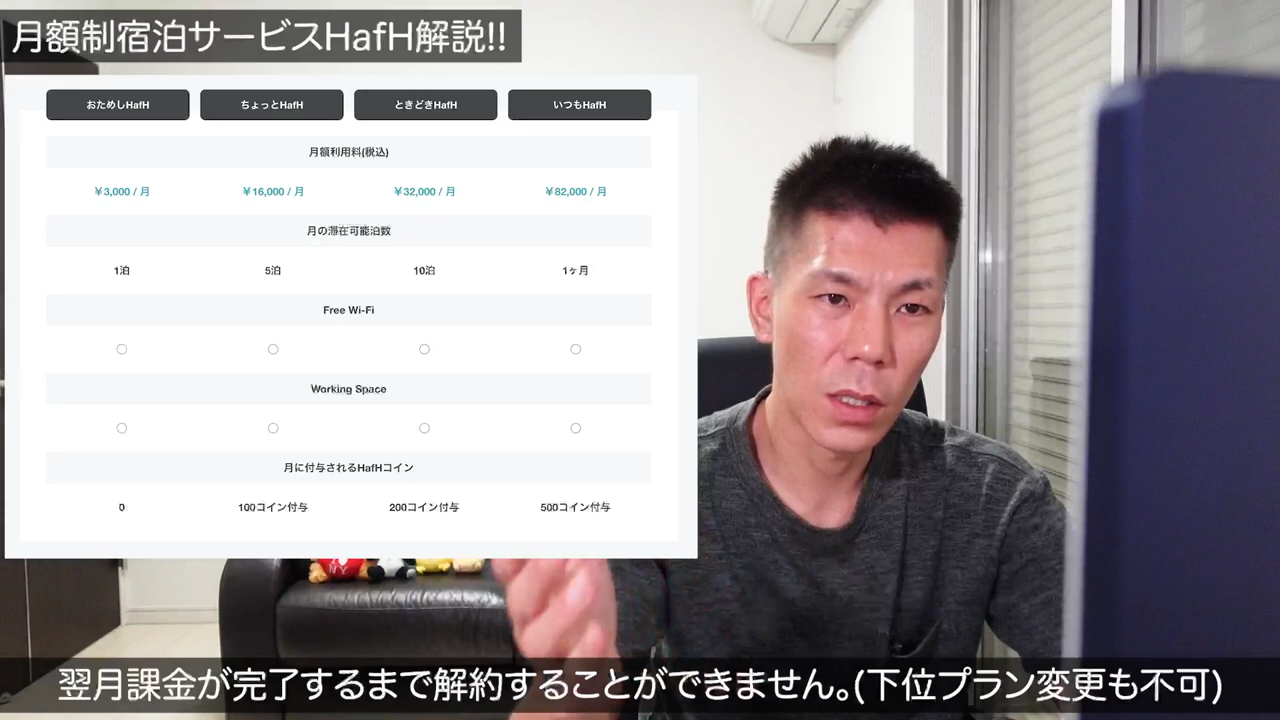 月額制宿泊サービスHafH解説!!
おためしHafH ちょっとHafH ときどきHafH いつもHafH
月額利用料(税込)
¥3,000 / 月 ¥16,000 / 月 ¥32,000 / 月 ¥82,000 / 月
月の滞在可能泊数
1泊 5泊 10泊 1ヶ月
Free Wi-Fi
○ ○ ○ ○
Working Space
○ ○ ○ ○
月に付与されるHafHコイン
0 100コイン付与 200コイン付与 500コイン付与
翌月課金が完了するまで解約することができません。(下位プラン変更も不可)